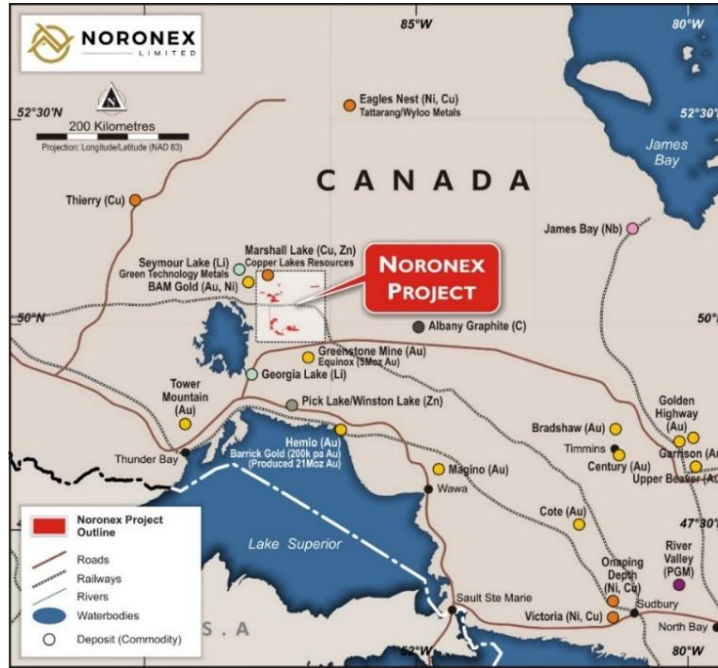 NORONEX
LIMITED
85°W
80°W
52°30'N
52°30'N
200 Kilometres
Projection: Longitude/Latitude (NAD 83)
Eagles Nest (Ni, Cu)
Tattarang/Wyloo Metals
James
Bay
CANADA
Thierry (Cu)
James Bay (Nb)
Marshall Lake (Cu, Zn)
Copper Lakes Resources
Seymour Lake (Li)
Green Technology Metals
BAM Gold (Au, Ni)
NORONEX
PROJECT
50°N
50°N
Albany Graphite (C)
Greenstone Mine (Au)
Equinox (5Moz Au)
Georgia Lake (Li)
Tower
Mountain
(Au)
Pick Lake/Winston Lake (Zn)
Golden
Highway
(Au)
Bradshaw (Au)
Timmins
Century (Au)
Garrison (Au
Upper Beaver (Au
Hemlo (Au)
Barrick Gold (200k pa Au)
(Produced 21Moz Au)
Thunder Bay
Magino (Au)
Wawa
Cote (Au)
47°30'N
Lake Superior
Onaping
Depth
(Ni, Cu)
River
Valley
(PGM)
Sault Ste Marie
Victoria (Ni, Cu)
Sudbury
North Bay
S.A
52°W
80°W
Noronex Project
Outline
Roads
Railways
Rivers
Waterbodies
Deposit (Commodity)